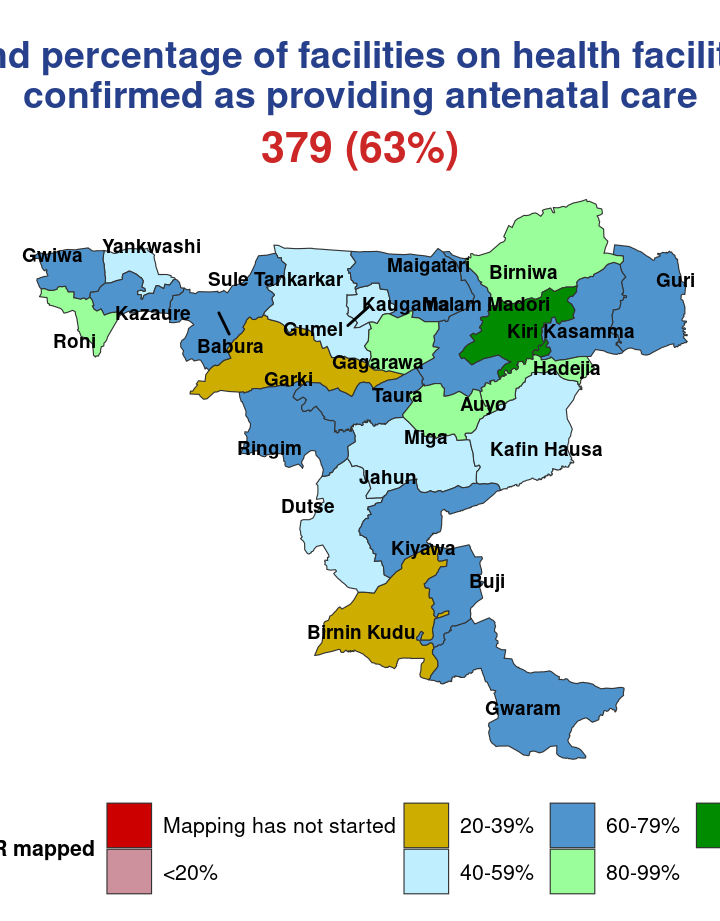 nd percentage of facilities on health facilit
confirmed as providing antenatal care
379 (63%)
Yankwashi
Gwiwa
Maigatari
Birniwa
Sule Tankarkar
Guri
Kaugama
Malam Madori
Kazaure
Gumel
Kiri Kasamma
Roni
Babura
Gagarawa
Hadejia
Garki
Taura
Auyo
Miga
Ringim
Kafin Hausa
Jahun
Dutse
Kiyawa
Buji
Birnin Kudu
Gwaram
Mapping has not started
20-39%
60-79%
R mapped
<20%
40-59%
80-99%